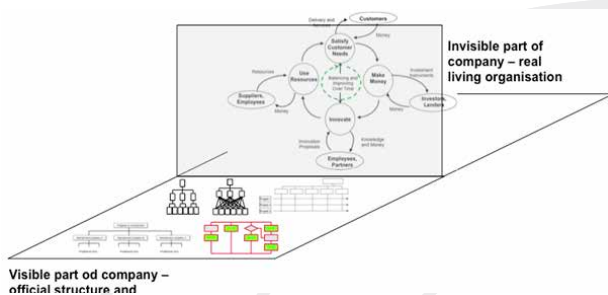 Customers
Delivery and
Money
Satisfy
Customer
Needs
Invisible part of
company – real
living organisation
Resources
Use
Resources
Balancing and
Improving
Over Time
Make
Money
Investment
Instruments
Suppliers,
Employees
Money
Investors,
Lenders
Money
Innovate
Innovation
Proposals
Knowledge
and Money
Employees,
Partners
Visible part od company –
official structure and